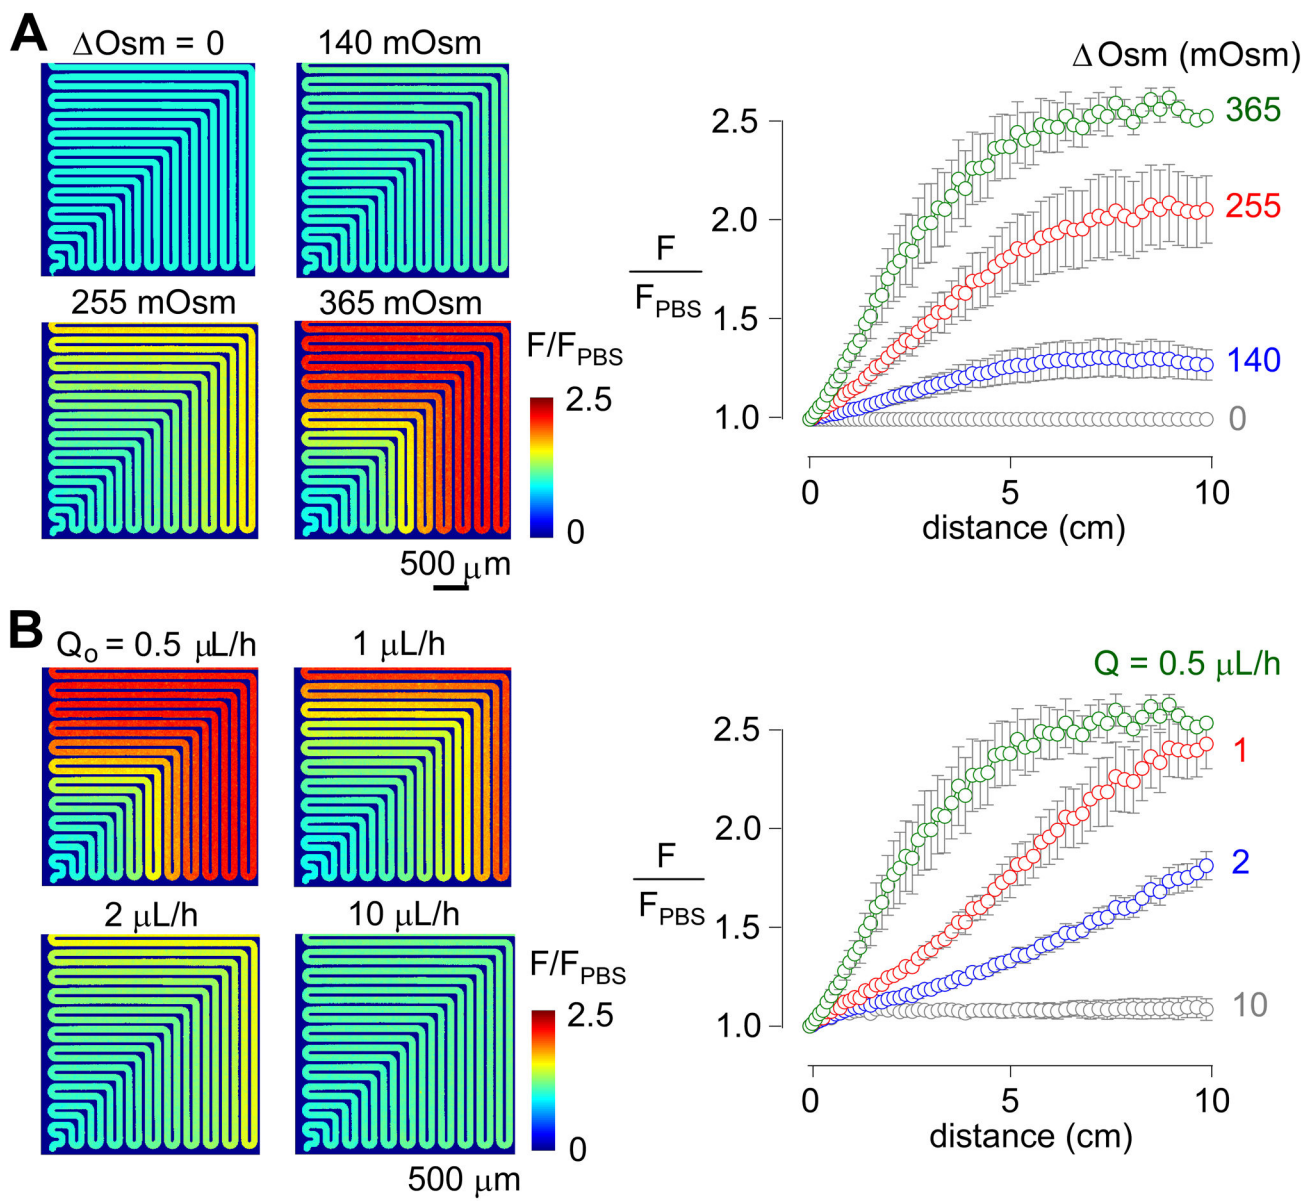 A
ΔOsm = 0
140 mOsm
255 mOsm
365 mOsm
F/FPBS
2.5
0
500 μm
Δ Osm (mOsm)
365
255
140
0
2.5
2.0
1.5
1.0
F
FPBS
0
5
10
distance (cm)
B
Qo = 0.5 μL/h
1 μL/h
2 μL/h
10 μL/h
F/FPBS
2.5
0
500 μm
Q = 0.5 μL/h
1
2
10
2.5
2.0
1.5
1.0
F
FPBS
0
5
10
distance (cm)